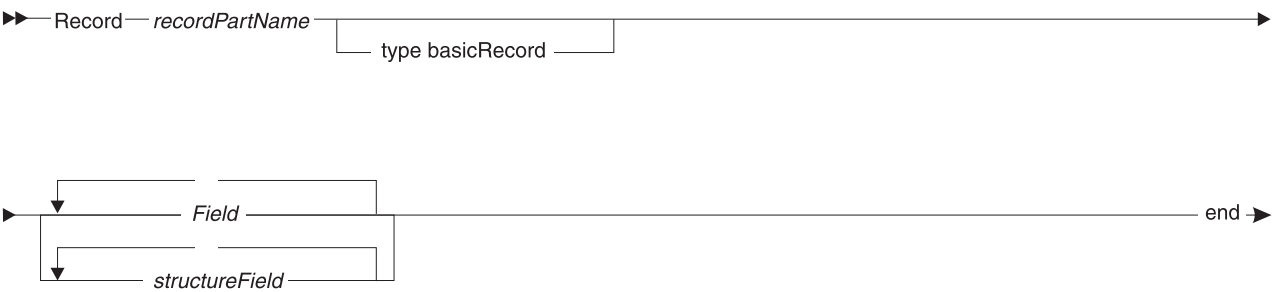 Record recordPartName
type basicRecord
Field
end
structureField